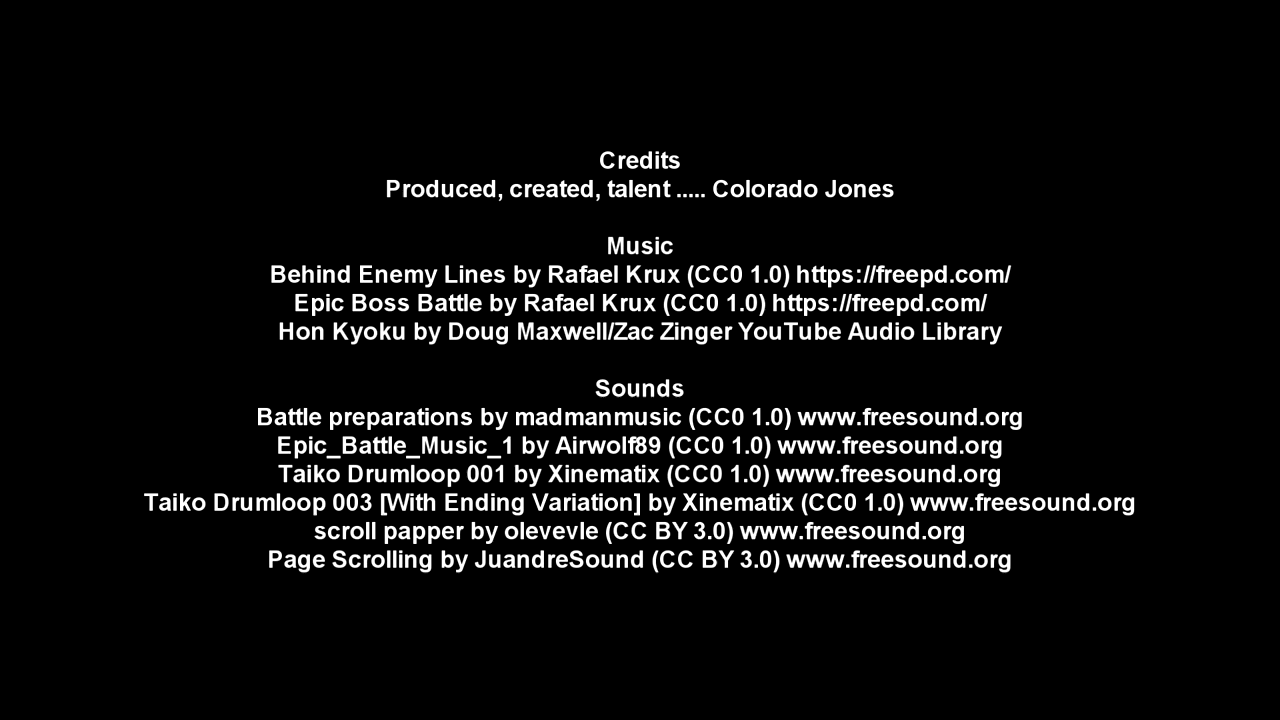 Credits
Produced, created, talent ..... Colorado Jones
Music
Behind Enemy Lines by Rafael Krux (CC0 1.0) https://freepd.com/
Epic Boss Battle by Rafael Krux (CC0 1.0) https://freepd.com/
Hon Kyoku by Doug Maxwell/Zac Zinger YouTube Audio Library
Sounds
Battle preparations by madmanmusic (CC0 1.0) www.freesound.org
Epic_Battle_Music_1 by Airwolf89 (CC0 1.0) www.freesound.org
Taiko Drumloop 001 by Xinematix (CC0 1.0) www.freesound.org
Taiko Drumloop 003 [With Ending Variation] by Xinematix (CC0 1.0) www.freesound.org
scroll papper by olevevle (CC BY 3.0) www.freesound.org
Page Scrolling by JuandreSound (CC BY 3.0) www.freesound.org